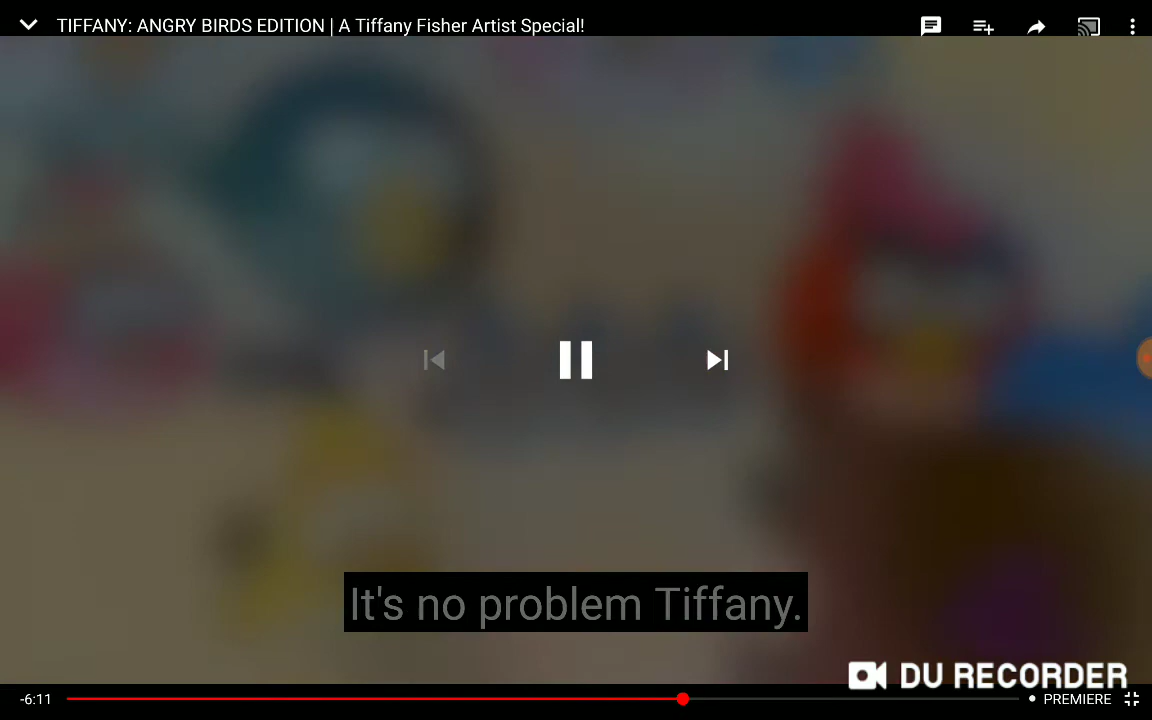 TIFFANY: ANGRY BIRDS EDITION | A Tiffany Fisher Artist Special!
It's no problem Tiffany.
DU RECORDER
-6:11
PREMIERE